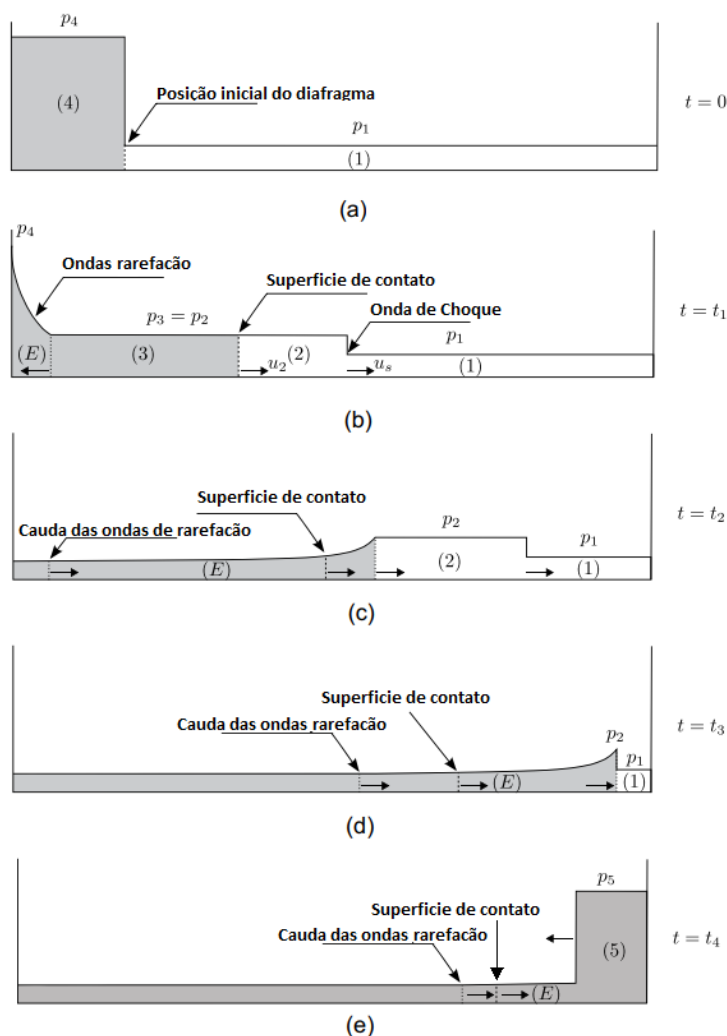 p₄
(4)
Posição inicial do diafragma
p₁
(1)
t = 0
(a)
p₄
Ondas rarefacão
Superficie de contato
Onda de Choque
p₃ = p₂
p₁
t = t₁
(E)
(3)
u₂
(2)
uₛ
(1)
(b)
Superficie de contato
Cauda das ondas de rarefacão
p₂
p₁
t = t₂
(E)
(2)
(1)
(c)
Superficie de contato
Cauda das ondas rarefacão
p₂
p₁
t = t₃
(E)
(1)
(d)
p₅
Superficie de contato
Cauda das ondas rarefacão
t = t₄
(5)
(E)
(e)